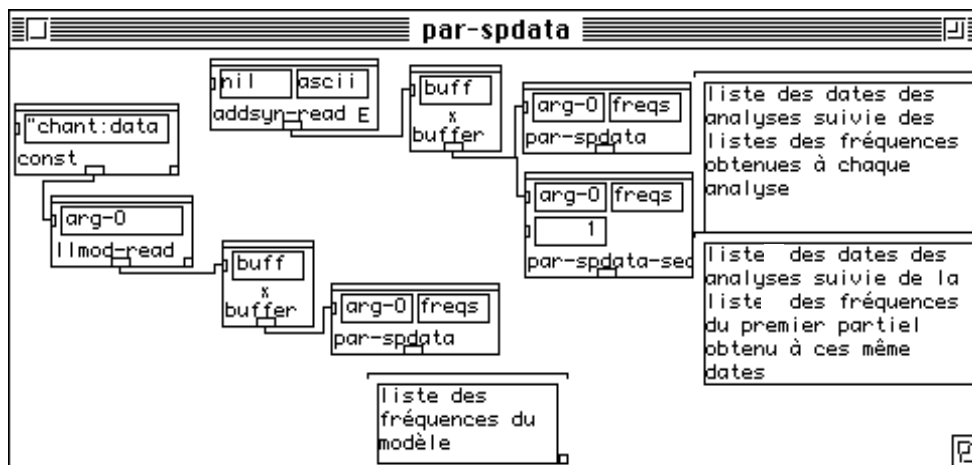 par-spdata
nil ascii
addsyn-read E
buff
x
buffer
arg-0 freqs
par-spdata
liste des dates des
analyses suivie des
listes des fréquences
obtenues à chaque
analyse
"chant:data
const
arg-0
llmod-read
arg-0 freqs
1
par-spdata-seq
buff
x
buffer
arg-0 freqs
par-spdata
liste des dates des
analyses suivie de la
liste des fréquences
du premier partiel
obtenu à ces même
dates
liste des
fréquences du
modèle